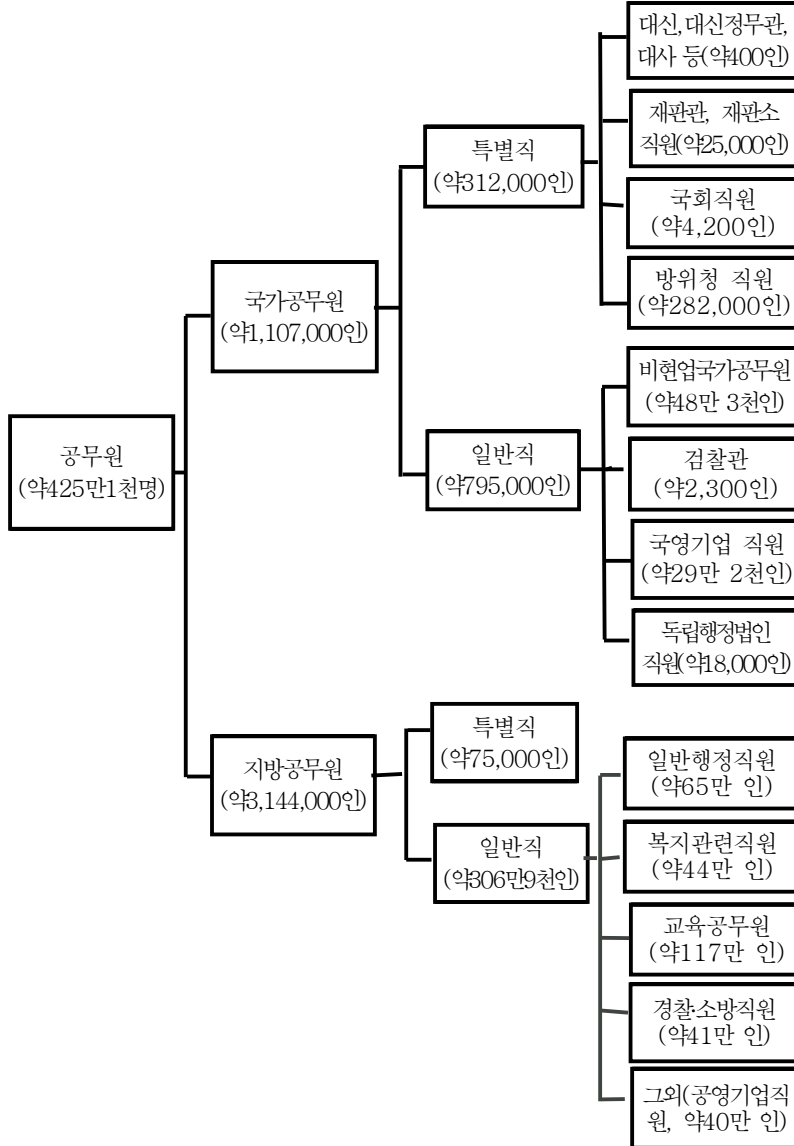 공무원
(약425만1천명)
국가공무원
(약1,107,000인)
특별직
(약312,000인)
대신,대신정무관,
대사 등(약400인)
재판관, 재판소
직원(약25,000인)
국회직원
(약4,200인)
방위청 직원
(약282,000인)
일반직
(약795,000인)
비현업국가공무원
(약48만 3천인)
검찰관
(약2,300인)
국영기업 직원
(약29만 2천인)
독립행정법인
직원(약18,000인)
지방공무원
(약3,144,000인)
특별직
(약75,000인)
일반직
(약306만9천인)
일반행정직원
(약65만 인)
복지관련직원
(약44만 인)
교육공무원
(약117만 인)
경찰·소방직원
(약41만 인)
그외(공영기업직
원, 약40만 인)